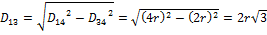 D₁₃ = √(D₁₄² − D₃₄²) = √((4r)² − (2r)²) = 2r√3